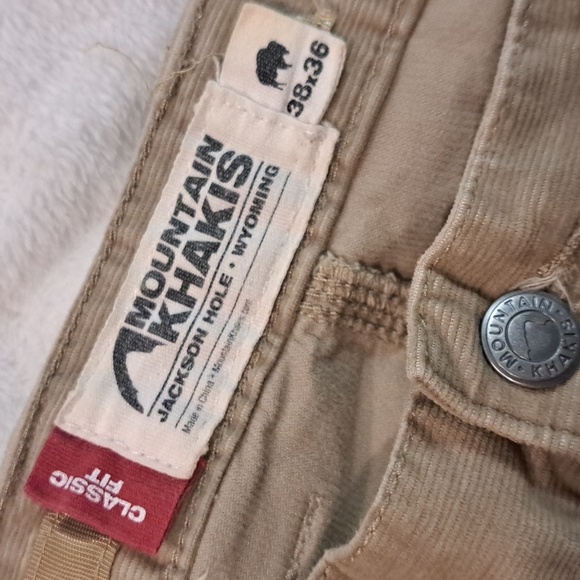 38x36
MOUNTAIN
KHAKIS
JACKSON HOLE • WYOMING
Made in China • MountainKhakis.com
CLASSIC
FIT
MOUNTAIN
KHAKIS